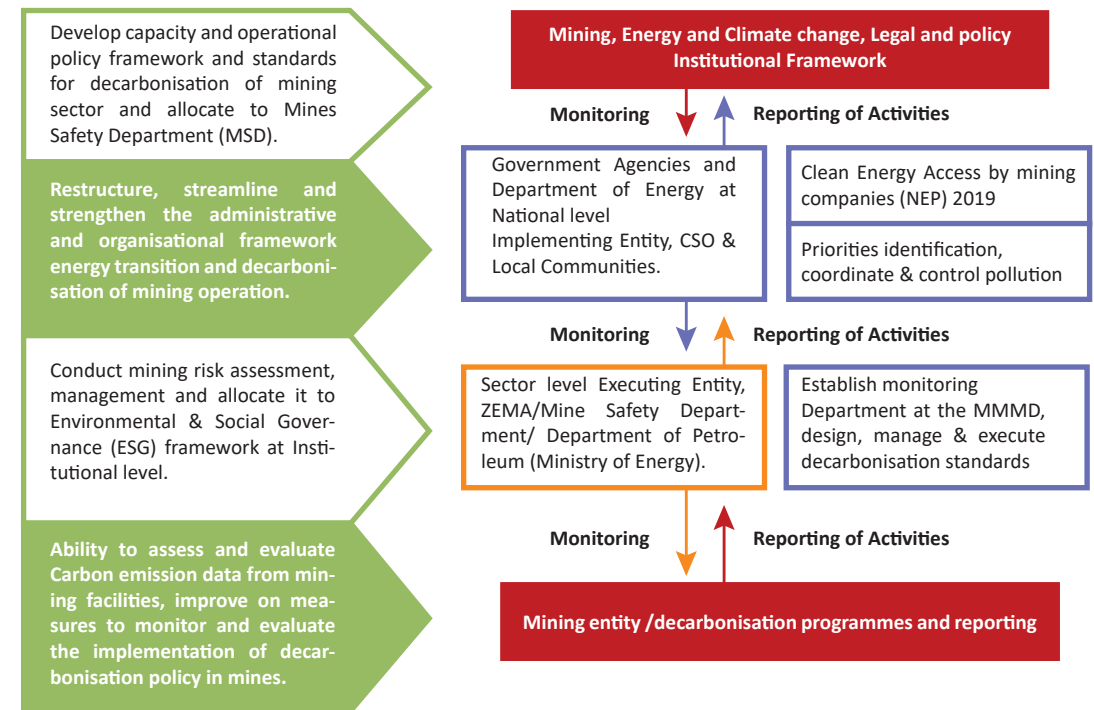 Develop capacity and operational
policy framework and standards
for decarbonisation of mining
sector and allocate to Mines
Safety Department (MSD).
Restructure, streamline and
strengthen the administrative
and organisational framework
energy transition and decarboni-
sation of mining operation.
Conduct mining risk assessment,
management and allocate it to
Environmental & Social Gover-
nance (ESG) framework at Insti-
tutional level.
Ability to assess and evaluate
Carbon emission data from min-
ing facilities, improve on mea-
sures to monitor and evaluate
the implementation of decar-
bonisation policy in mines.
Mining, Energy and Climate change, Legal and policy
Institutional Framework
Monitoring
Reporting of Activities
Government Agencies and
Department of Energy at
National level
Implementing Entity, CSO &
Local Communities.
Clean Energy Access by mining
companies (NEP) 2019
Priorities identification,
coordinate & control pollution
Monitoring
Reporting of Activities
Sector level Executing Entity,
ZEMA/Mine Safety Depart-
ment/ Department of Petro-
leum (Ministry of Energy).
Establish monitoring
Department at the MMMD,
design, manage & execute
decarbonisation standards
Monitoring
Reporting of Activities
Mining entity /decarbonisation programmes and reporting